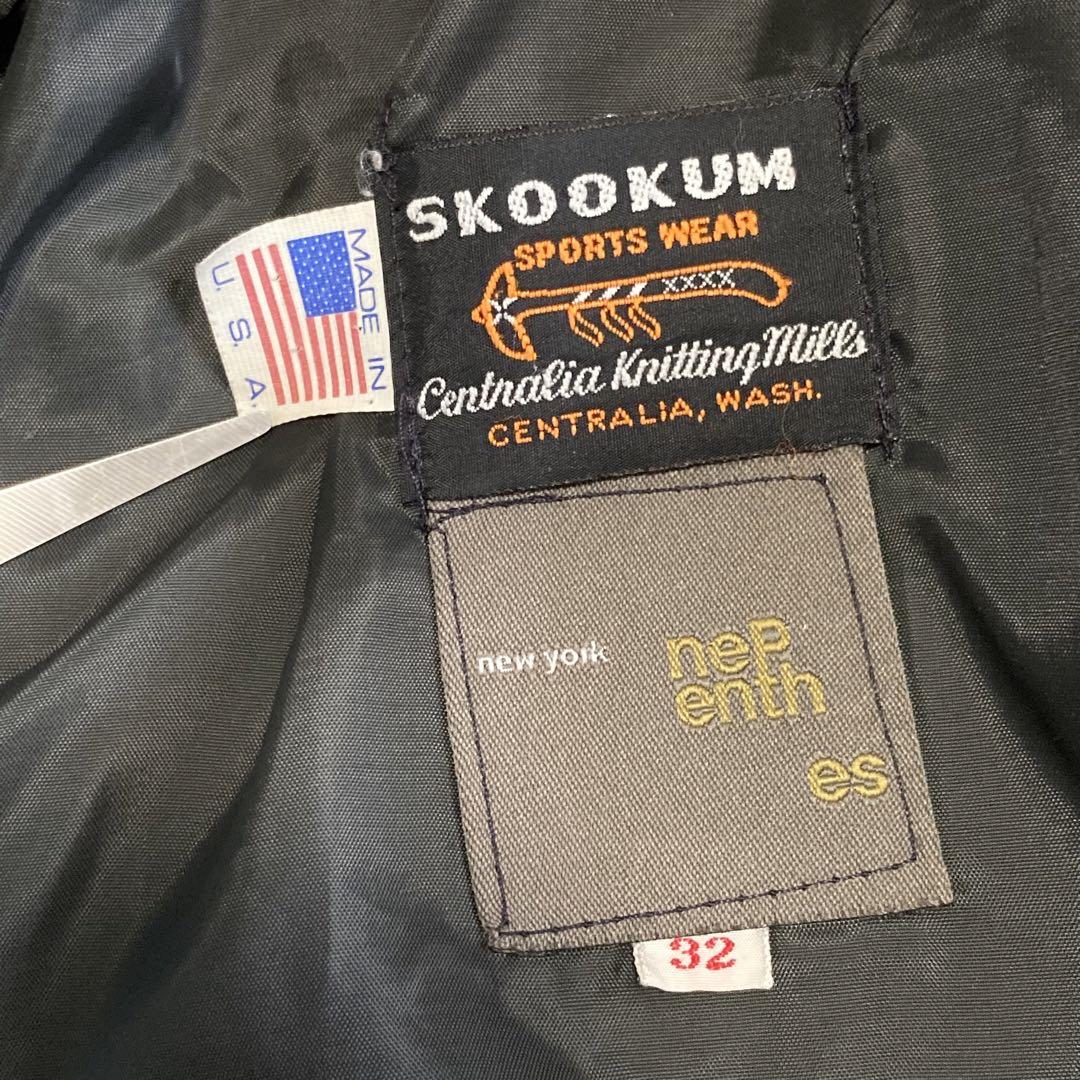 MADE IN
U. S. A.
SKOOKUM
SPORTS WEAR
XXXX
Centralia Knitting Mills
CENTRALIA, WASH.
new york
neP.
enth
es
32